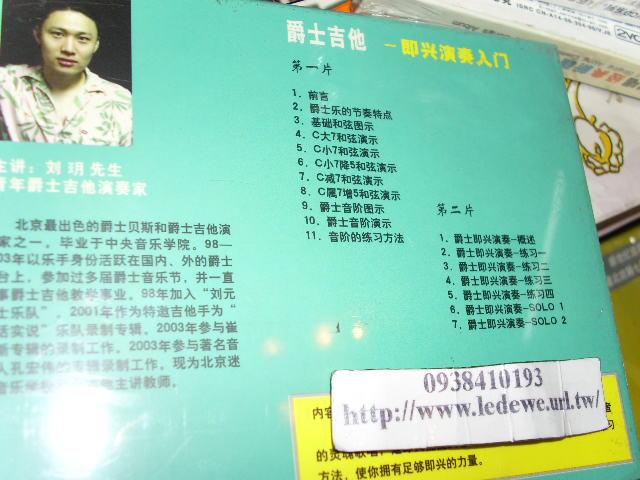 爵士吉他 -即兴演奏入门
第一片
1. 前言
2. 爵士乐的节奏特点
3. 基础和弦图示
4. C大7和弦演示
5. C小7和弦演示
6. C小7降5和弦演示
7. C减7和弦演示
8. C属7增5和弦演示
9. 爵士音阶图示
10. 爵士音阶演示
11. 音阶的练习方法
第二片
1. 爵士即兴演奏-概述
2. 爵士即兴演奏-练习一
3. 爵士即兴演奏-练习二
4. 爵士即兴演奏-练习三
5. 爵士即兴演奏-练习四
6. 爵士即兴演奏-SOLO 1
7. 爵士即兴演奏-SOLO 2
主讲: 刘 玥 先生
青年爵士吉他演奏家
北京最出色的爵士贝斯和爵士吉他演
家之一。毕业于中央音乐学院。98—
03年以乐手身份活跃在国内、外的爵士
台上，参加过多届爵士音乐节，并一直
事爵士吉他教学事业。98年加入“刘元
士乐队”。2001年作为特邀吉他手为“
话实说”乐队录制专辑。2003年参与崔
新专辑的录制工作。2003年参与著名音
人孔宏伟的专辑录制工作。现为北京迷
音乐学校 他主讲教师。
0938410193
http://www.ledewe.url.tw/
内容
的灵魂
方法，使你拥有足够即兴的力量。